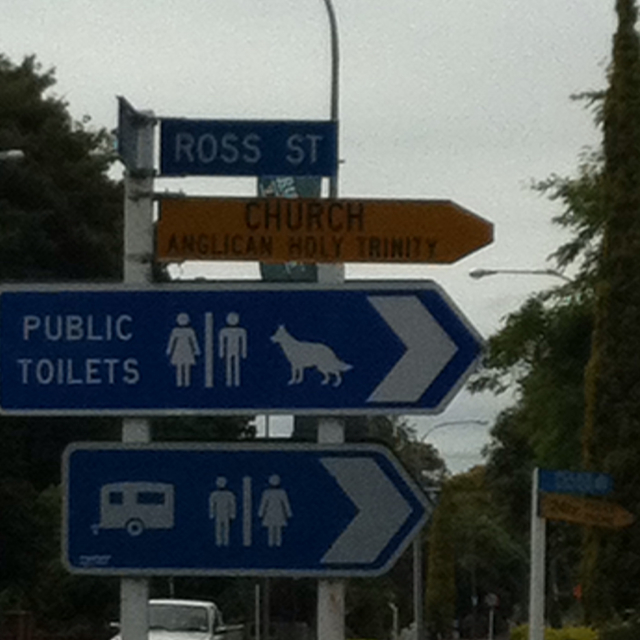 ROSS ST
CHURCH
ANGLICAN HOLY TRINITY
PUBLIC
TOILETS